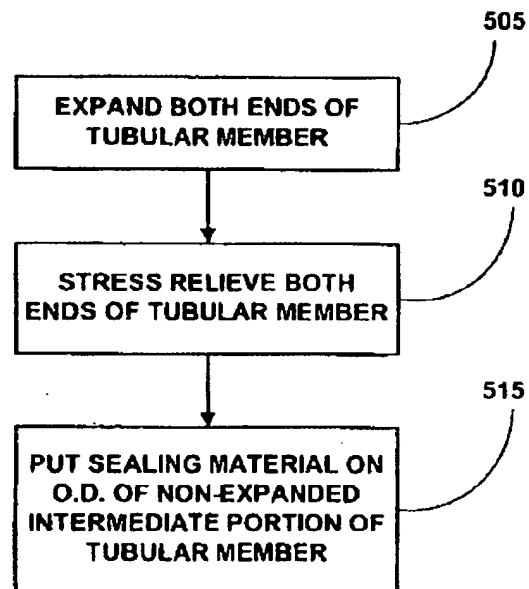 505
EXPAND BOTH ENDS OF
TUBULAR MEMBER
510
STRESS RELIEVE BOTH
ENDS OF TUBULAR MEMBER
515
PUT SEALING MATERIAL ON
O.D. OF NON-EXPANDED
INTERMEDIATE PORTION OF
TUBULAR MEMBER